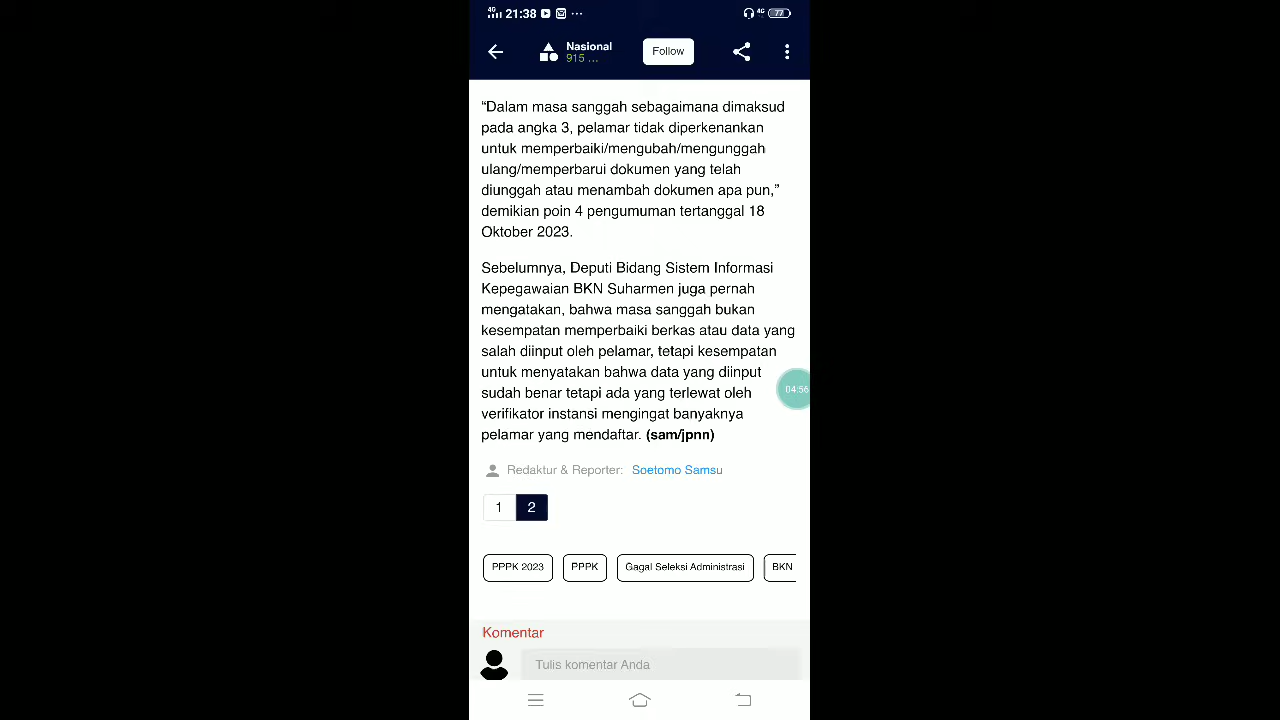 4G 21:38 ... 4G 77
Nasional
915 ...
Follow
“Dalam masa sanggah sebagaimana dimaksud
pada angka 3, pelamar tidak diperkenankan
untuk memperbaiki/mengubah/mengunggah
ulang/memperbarui dokumen yang telah
diunggah atau menambah dokumen apa pun,”
demikian poin 4 pengumuman tertanggal 18
Oktober 2023.
Sebelumnya, Deputi Bidang Sistem Informasi
Kepegawaian BKN Suharmen juga pernah
mengatakan, bahwa masa sanggah bukan
kesempatan memperbaiki berkas atau data yang
salah diinput oleh pelamar, tetapi kesempatan
untuk menyatakan bahwa data yang diinput
sudah benar tetapi ada yang terlewat oleh
verifikator instansi mengingat banyaknya
pelamar yang mendaftar. (sam/jpnn)
04:56
Redaktur & Reporter: Soetomo Samsu
1 2
PPPK 2023 PPPK Gagal Seleksi Administrasi BKN
Komentar
Tulis komentar Anda